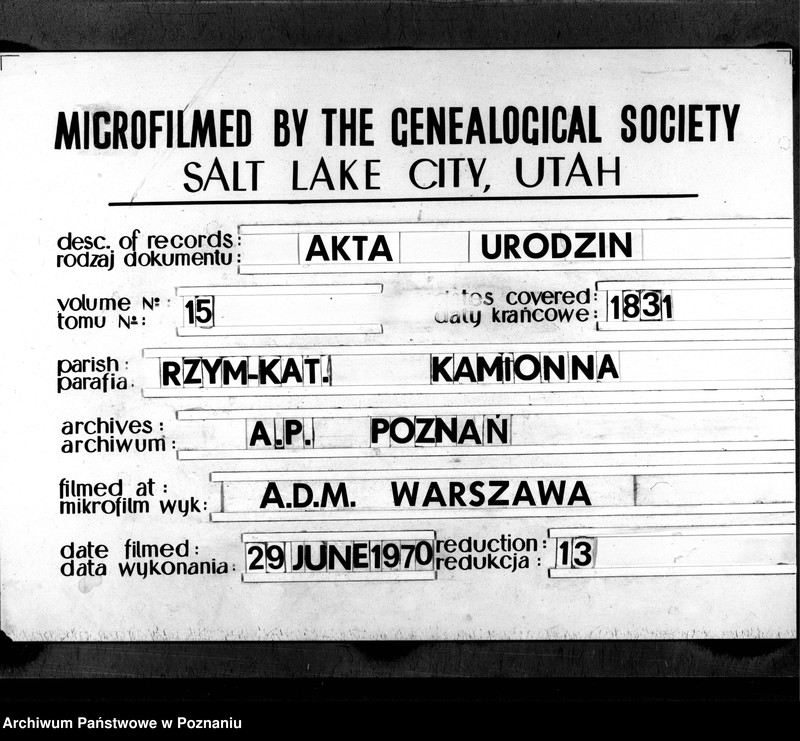 MICROFILMED BY THE GENEALOGICAL SOCIETY
SALT LAKE CITY, UTAH
desc. of records: AKTA URODZIN
rodzaj dokumentu:
volume №: 15
tomu №:
covered: 1831
daty krańcowe:
parish: RZYM-KAT. KAMIONNA
parafia.
archives: A.P. POZNAŃ
archiwum:
filmed at: A.D.M. WARSZAWA
mikrofilm wyk:
date filmed: 29 JUNE 1970 reduction: 13
data wykonania: redukcja:
Archiwum Państwowe w Poznaniu